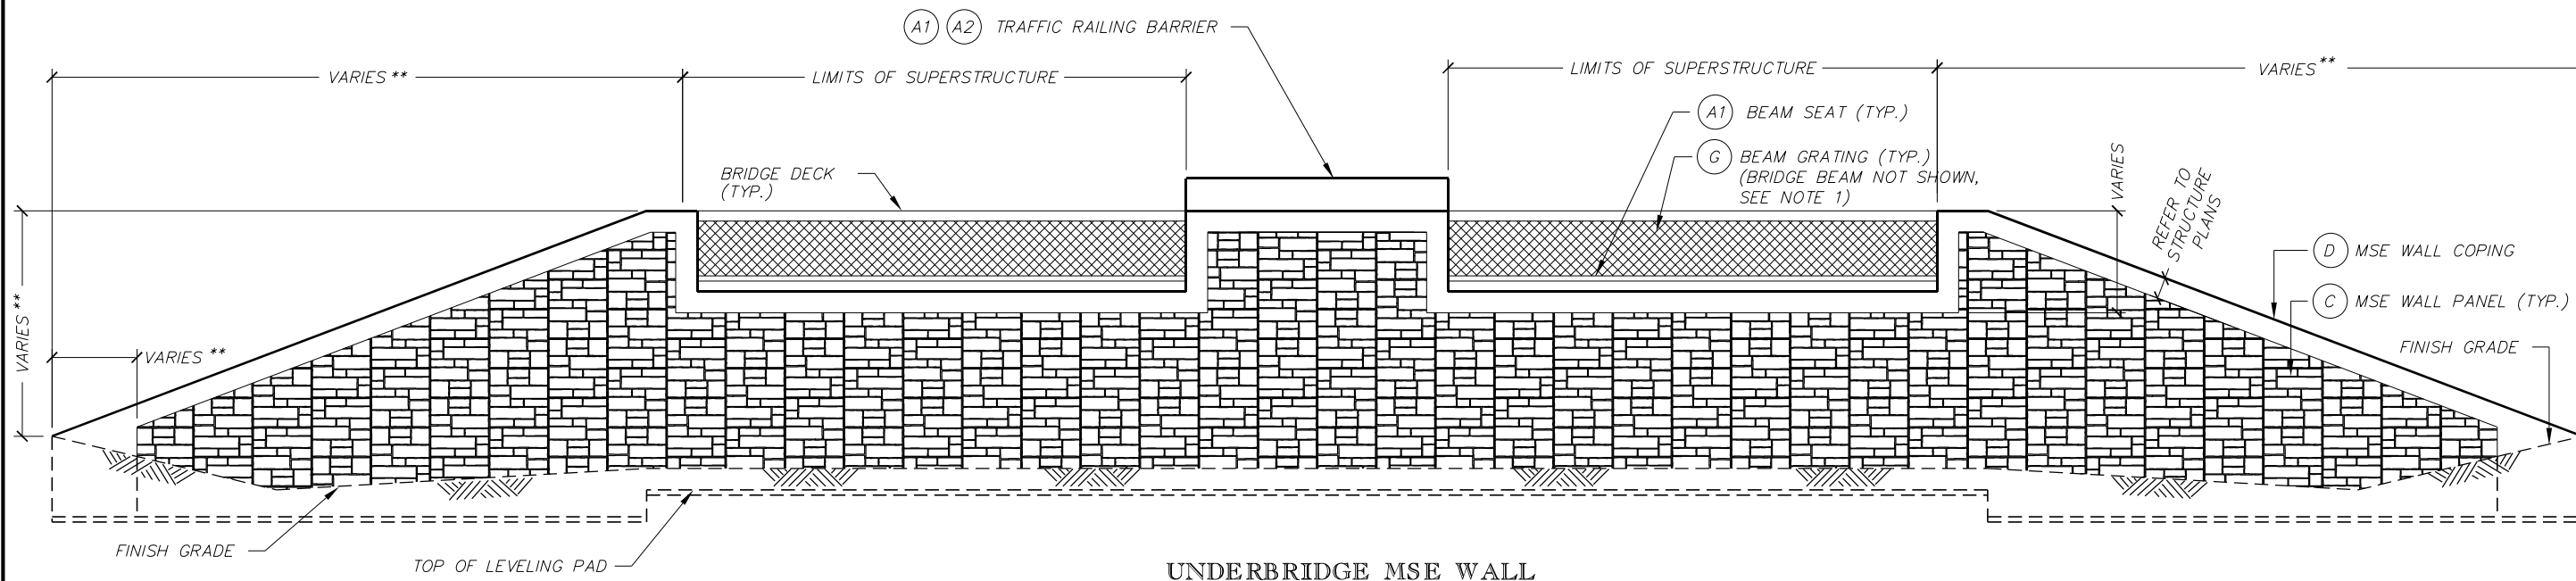 A1 A2 TRAFFIC RAILING BARRIER
VARIES **
LIMITS OF SUPERSTRUCTURE
LIMITS OF SUPERSTRUCTURE
VARIES **
A1 BEAM SEAT (TYP.)
G BEAM GRATING (TYP.)
(BRIDGE BEAM NOT SHOWN,
SEE NOTE 1)
BRIDGE DECK
(TYP.)
VARIES
REFER TO
STRUCTURE
PLANS
D MSE WALL COPING
C MSE WALL PANEL (TYP.)
FINISH GRADE
VARIES **
VARIES **
FINISH GRADE
TOP OF LEVELING PAD
UNDERBRIDGE MSE WALL